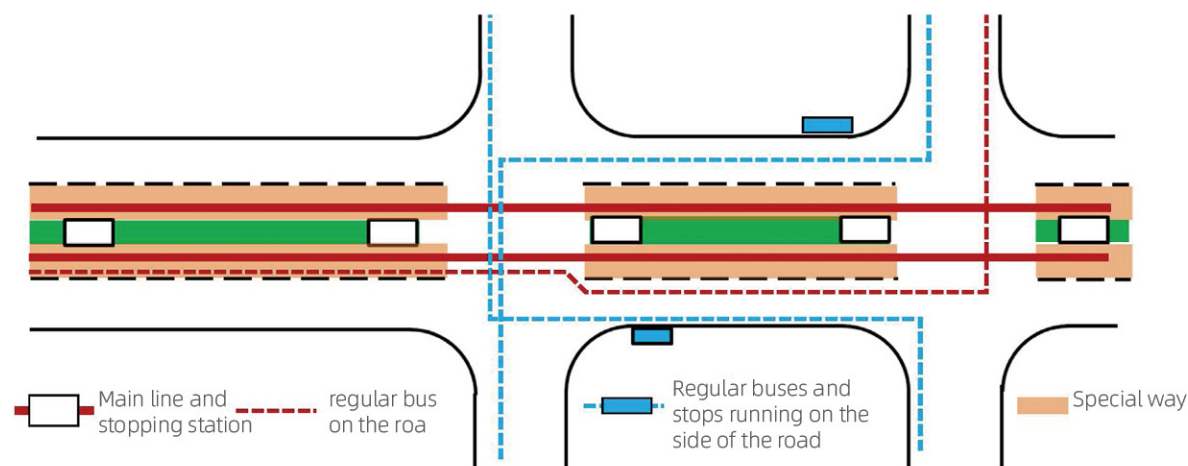 Main line and
stopping station
regular bus
on the roa
Regular buses and
stops running on the
side of the road
Special way